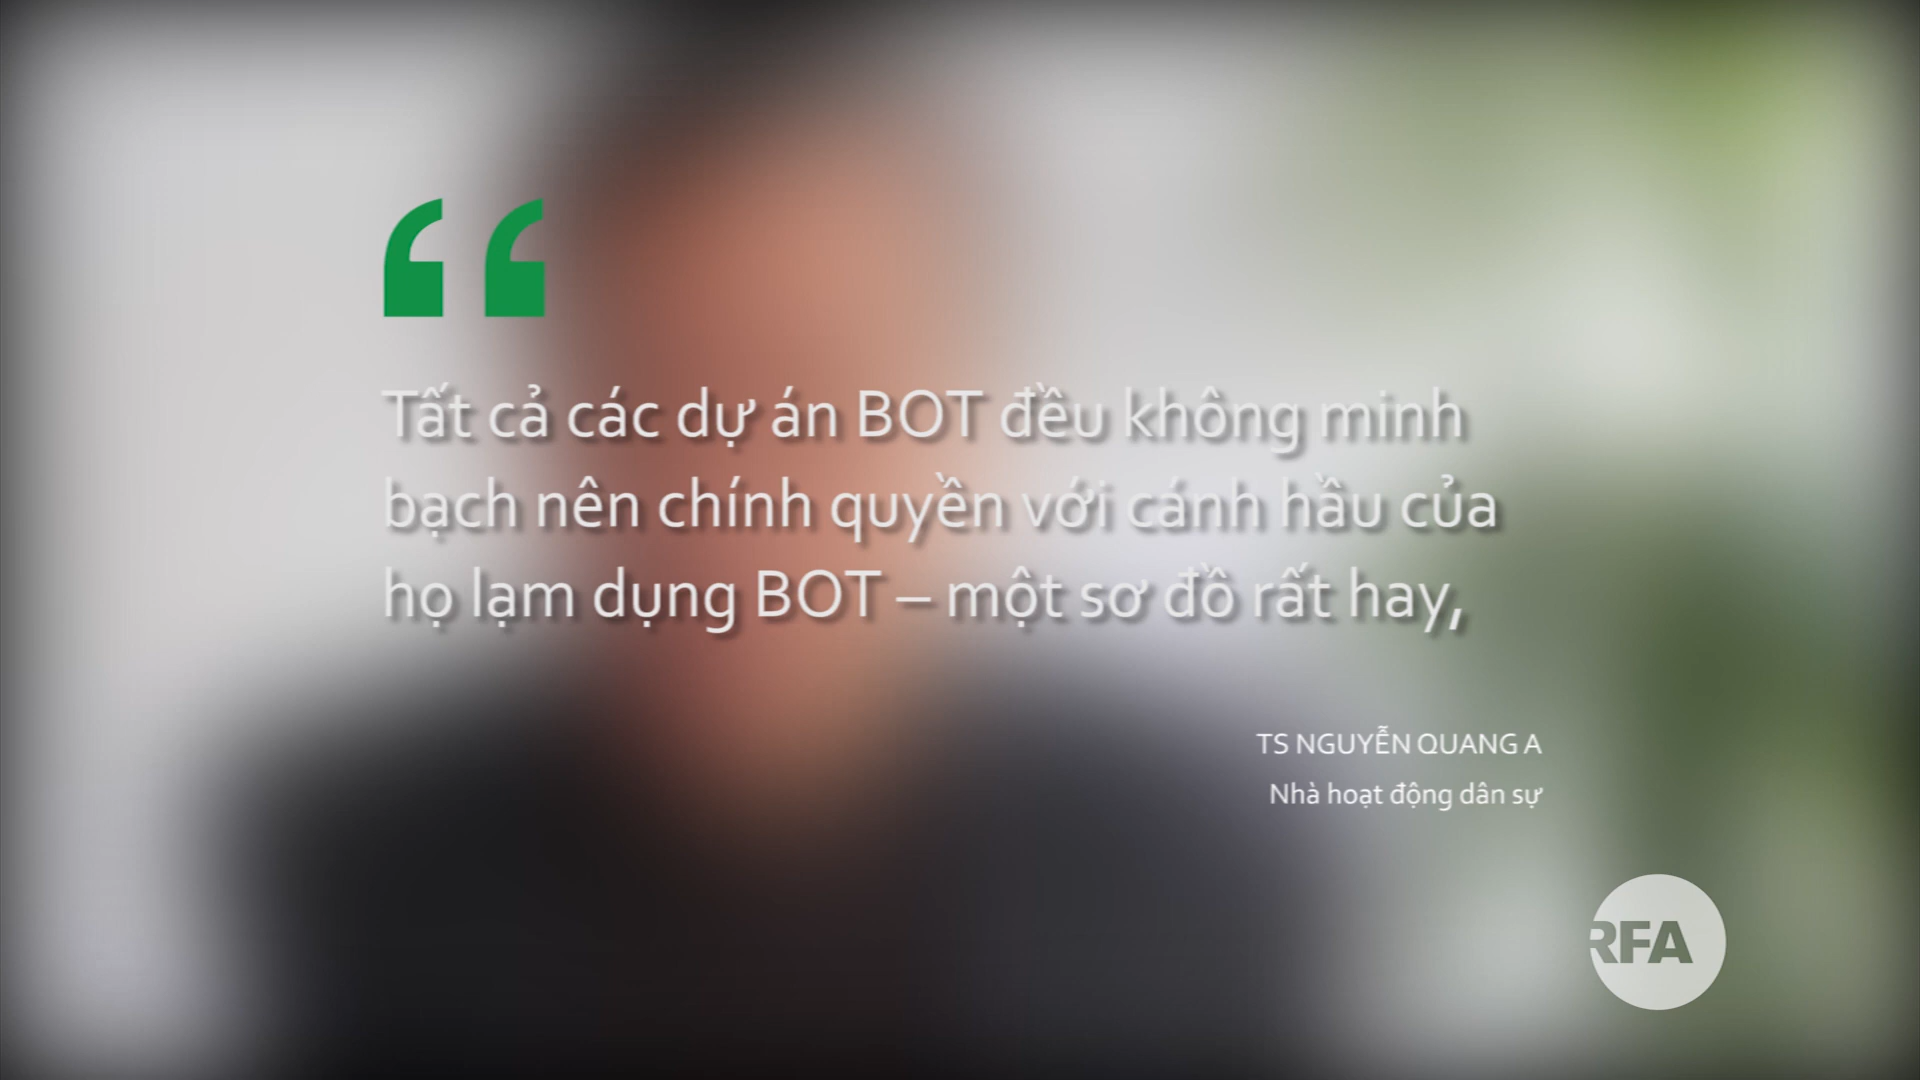 Tất cả các dự án BOT đều không minh
bạch nên chính quyền với cánh hầu của
họ lạm dụng BOT – một sơ đồ rất hay,
TS NGUYỄN QUANG A
Nhà hoạt động dân sự
RFA